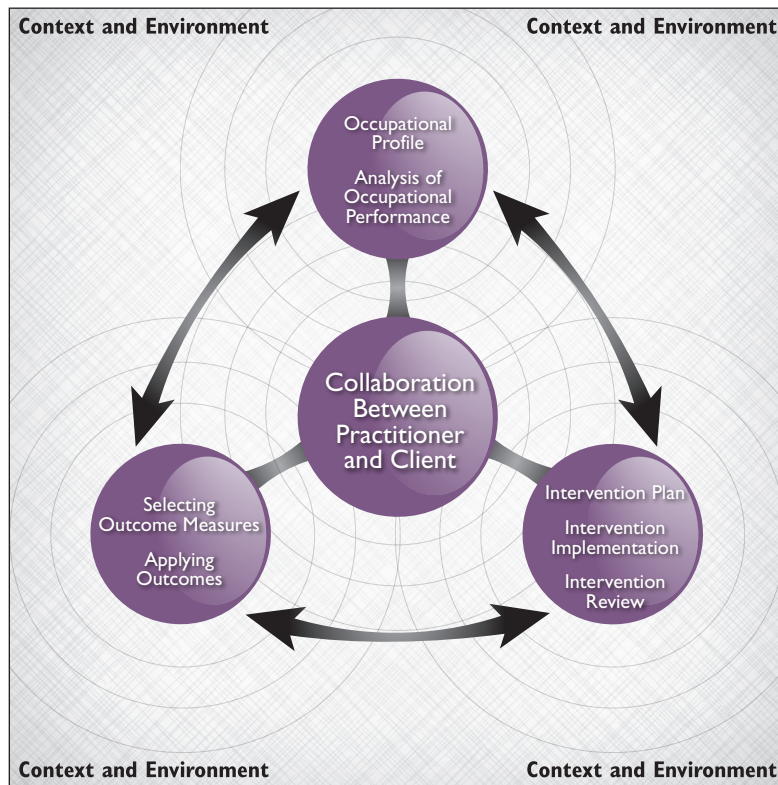 Context and Environment
Context and Environment
Occupational
Profile
Analysis of
Occupational
Performance
Collaboration
Between
Practitioner
and Client
Selecting
Outcome Measures
Applying
Outcomes
Intervention Plan
Intervention
Implementation
Intervention
Review
Context and Environment
Context and Environment